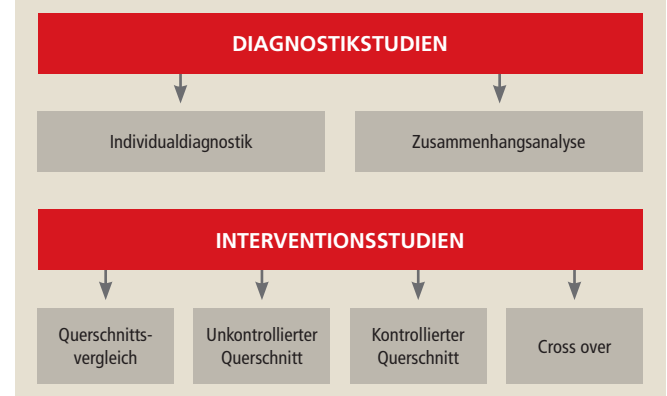 DIAGNOSTIKSTUDIEN
Individualdiagnostik
Zusammenhangsanalyse
INTERVENTIONSSTUDIEN
Querschnitts-
vergleich
Unkontrollierter
Querschnitt
Kontrollierter
Querschnitt
Cross over